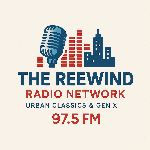 THE REEWIND
RADIO NETWORK
URBAN CLASSICS & GEN X
97.5 FM